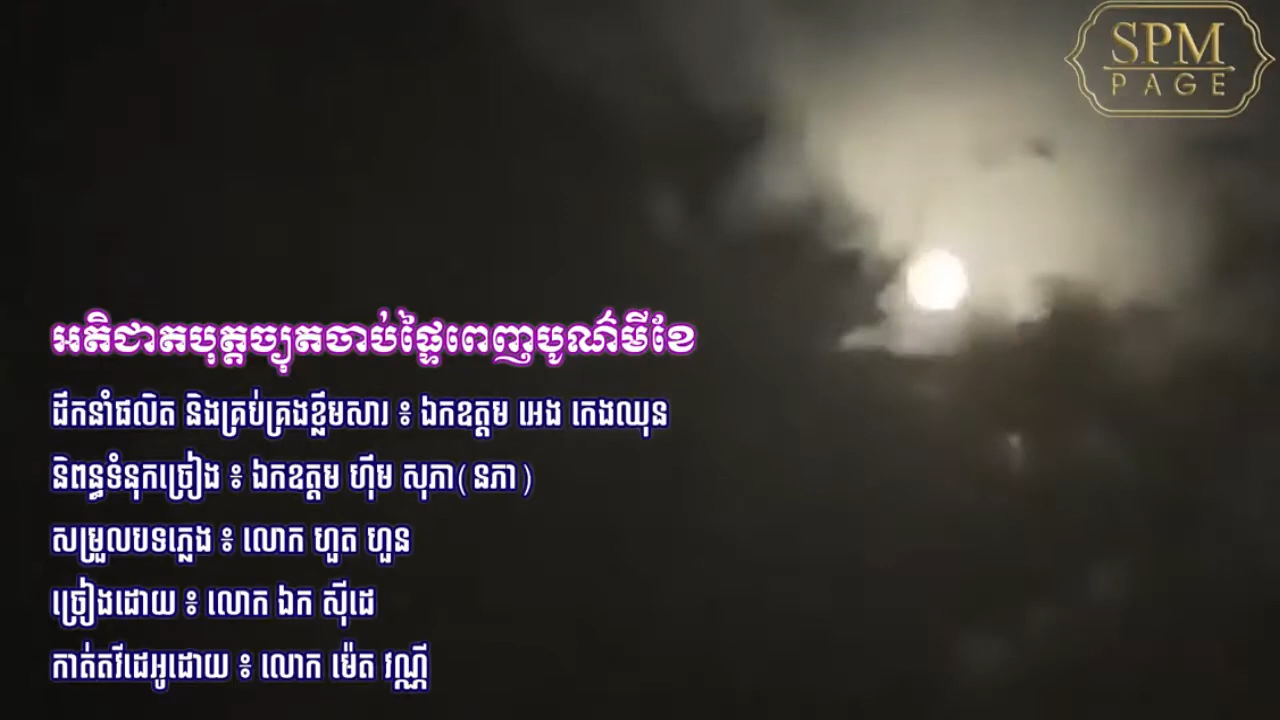 SPM
PAGE
អតិជាតបុត្តច្យុតចាប់ផ្ទៃពេញបូណ៌មីខែ
ដឹកនាំផលិត និងគ្រប់គ្រងខ្លឹមសារ ៖ ឯកឧត្តម អេង កេងឈុន
និពន្ធទំនុកច្រៀង ៖ ឯកឧត្តម ហ៊ឹម សុភា(នភា)
សម្រួលបទភ្លេង ៖ លោក ហួត ហួន
ច្រៀងដោយ ៖ លោក ឯក ស៊ីដេ
កាត់តវីដេអូដោយ ៖ លោក ម៉េត វណ្ណី